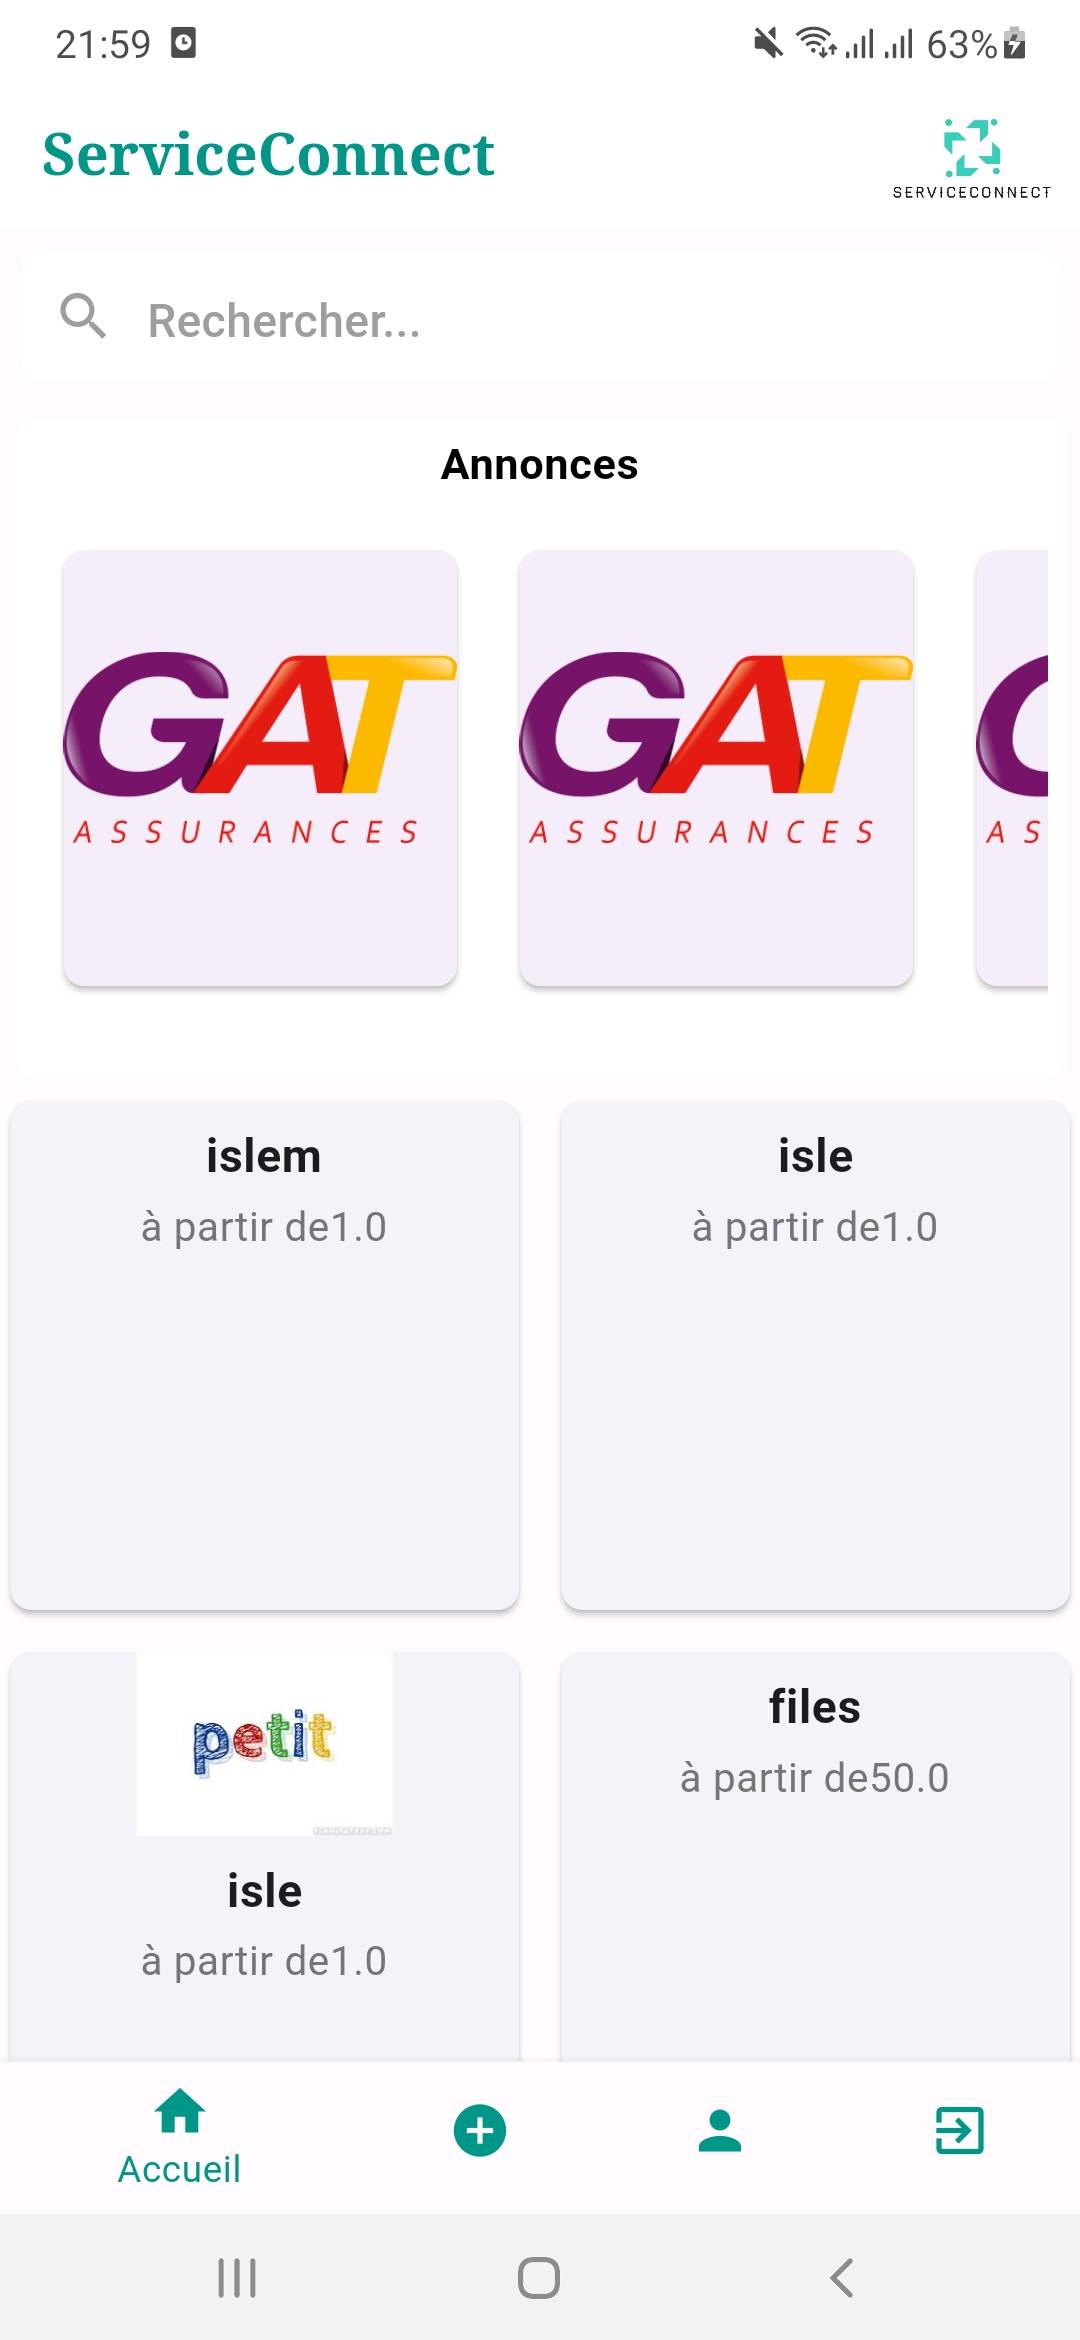 21:59
63%
ServiceConnect
SERVICECONNECT
Rechercher...
Annonces
GAT
ASSURANCES
GAT
ASSURANCES
AS
islem
à partir de1.0
isle
à partir de1.0
petit
isle
à partir de1.0
files
à partir de50.0
Accueil